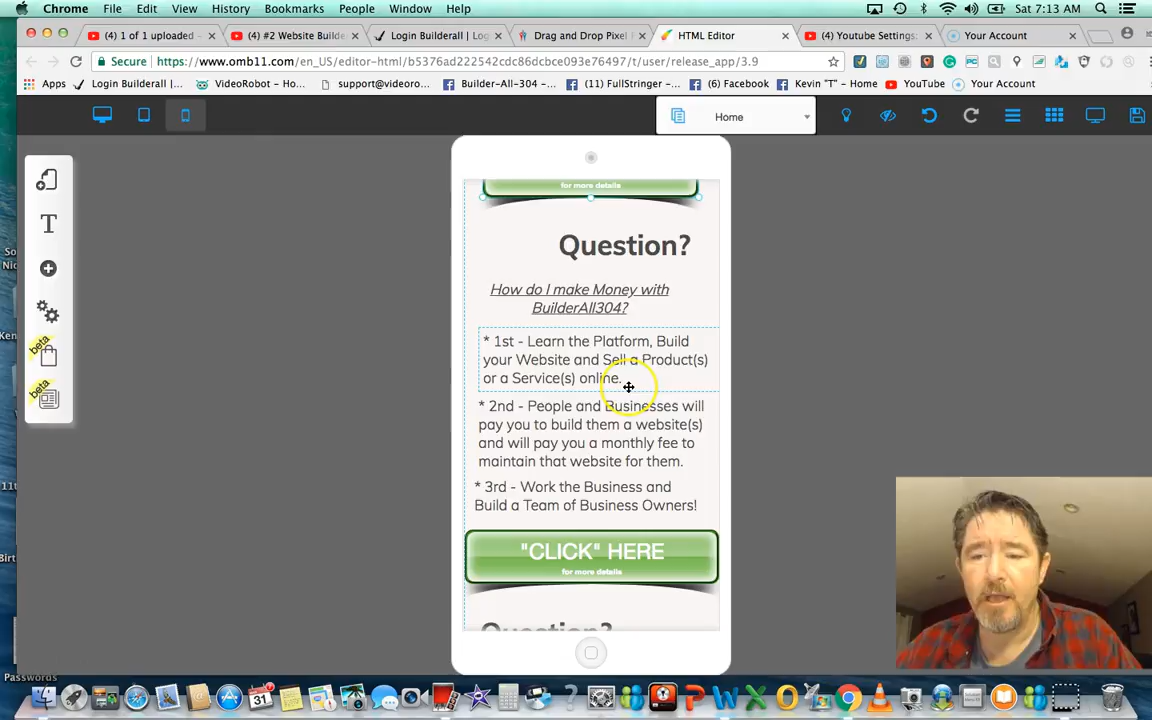 Chrome File Edit View History Bookmarks People Window Help Sat 7:13 AM
(4) 1 of 1 uploaded - (4) #2 Website Builde Login Builderall | Log Drag and Drop Pixel HTML Editor (4) Youtube Settings: Your Account
Secure https://www.omb11.com/en_US/editor-html/b5376ad222542cdc86dcbce093e76497/t/user/release_app/3.9
Apps Login Builderall | L... VideoRobot – Ho... support@videoro... Builder-All-304 –... (11) FullStringer –... (6) Facebook Kevin "T" – Home YouTube Your Account
Home
beta
beta
for more details
Question?
How do I make Money with
BuilderAll304?
* 1st - Learn the Platform, Build
your Website and Sell a Product(s)
or a Service(s) online.
* 2nd - People and Businesses will
pay you to build them a website(s)
and will pay you a monthly fee to
maintain that website for them.
* 3rd - Work the Business and
Build a Team of Business Owners!
"CLICK" HERE
for more details
Question?
Passwords
31